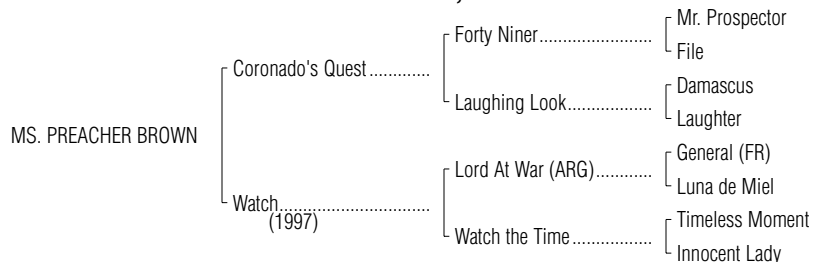 Mr. Prospector
Forty Niner........................
File
Coronado's Quest.............
Damascus
Laughing Look..................
Laughter
MS. PREACHER BROWN
General (FR)
Lord At War (ARG)............
Luna de Miel
Watch................................
(1997)
Timeless Moment
Watch the Time.................
Innocent Lady